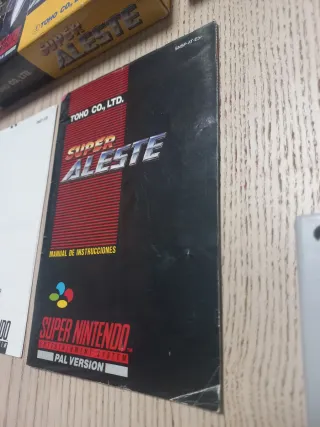 TOHO CO., LTD.
SUPER
ALESTE
TOHO CO., LTD.
SUPER
ALESTE
MANUAL DE INSTRUCCIONES
SUPER NINTENDO
ENTERTAINMENT SYSTEM
PAL VERSION